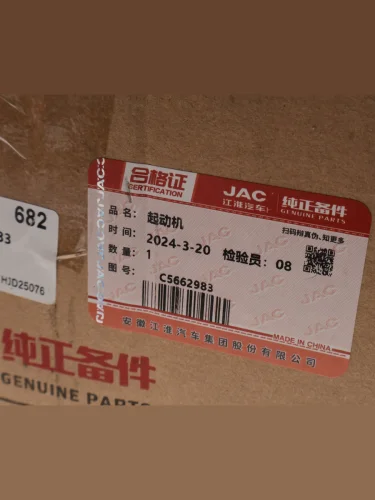 合格证
CERTIFICATION
JAC
江淮汽车
纯正备件
GENUINE PARTS
品名: 起动机
扫码辨真伪、知更多
时间: 2024-3-20 检验员: 08
数量: 1
图号: C5662983
MADE IN CHINA
安徽江淮汽车集团股份有限公司
682
83
HJD25076
纯正备件
GENUINE PARTS